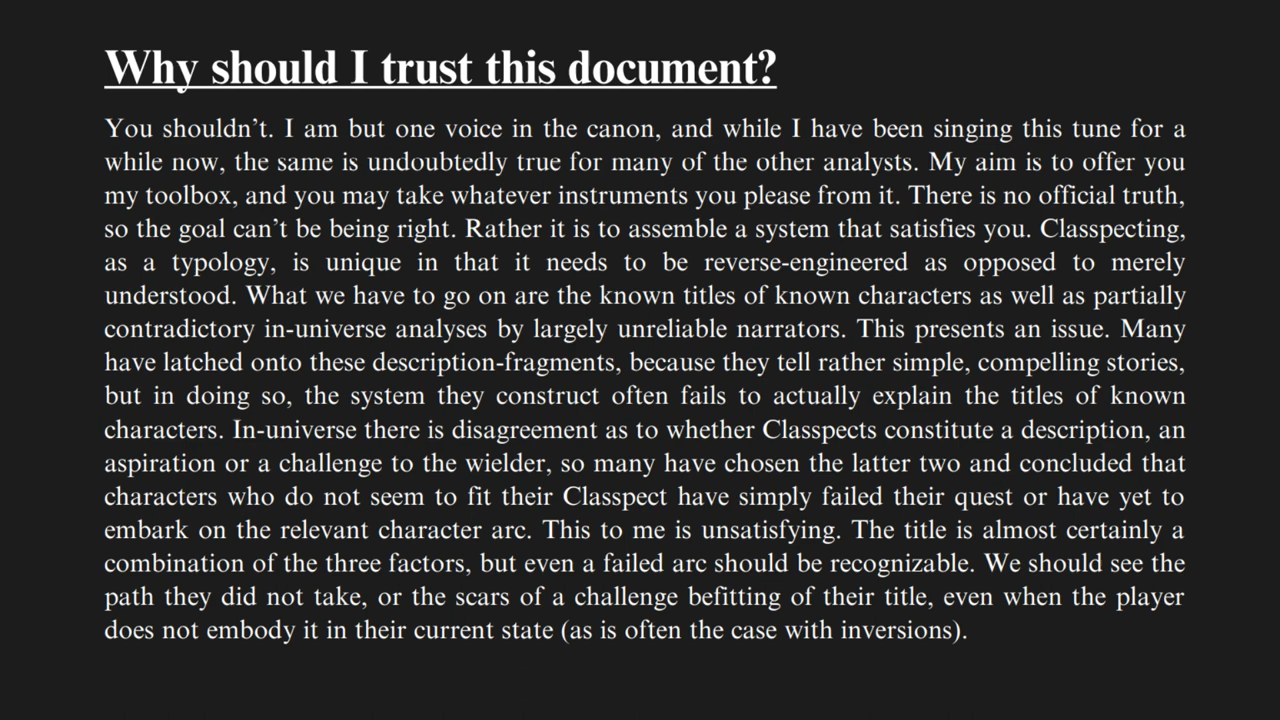 Why should I trust this document?
You shouldn’t. I am but one voice in the canon, and while I have been singing this tune for a
while now, the same is undoubtedly true for many of the other analysts. My aim is to offer you
my toolbox, and you may take whatever instruments you please from it. There is no official truth,
so the goal can’t be being right. Rather it is to assemble a system that satisfies you. Classpecting,
as a typology, is unique in that it needs to be reverse-engineered as opposed to merely
understood. What we have to go on are the known titles of known characters as well as partially
contradictory in-universe analyses by largely unreliable narrators. This presents an issue. Many
have latched onto these description-fragments, because they tell rather simple, compelling stories,
but in doing so, the system they construct often fails to actually explain the titles of known
characters. In-universe there is disagreement as to whether Classpects constitute a description, an
aspiration or a challenge to the wielder, so many have chosen the latter two and concluded that
characters who do not seem to fit their Classpect have simply failed their quest or have yet to
embark on the relevant character arc. This to me is unsatisfying. The title is almost certainly a
combination of the three factors, but even a failed arc should be recognizable. We should see the
path they did not take, or the scars of a challenge befitting of their title, even when the player
does not embody it in their current state (as is often the case with inversions).